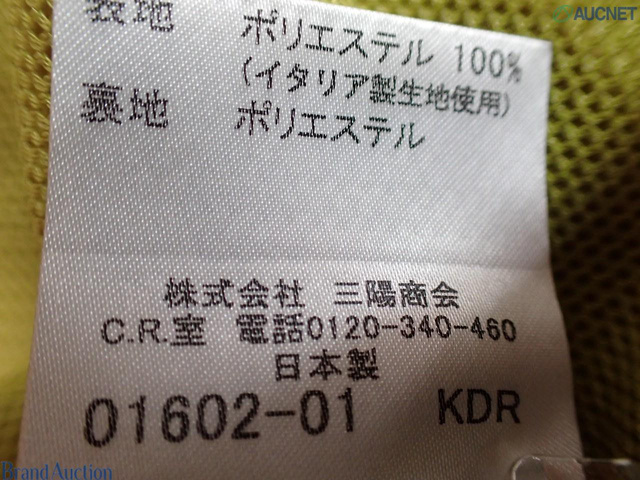 AUCNET
表地 ポリエステル 100%
(イタリア製生地使用)
裏地 ポリエステル
株式会社 三陽商会
C.R.室 電話0120-340-460
日本製
01602-01 KDR
Brand Auction